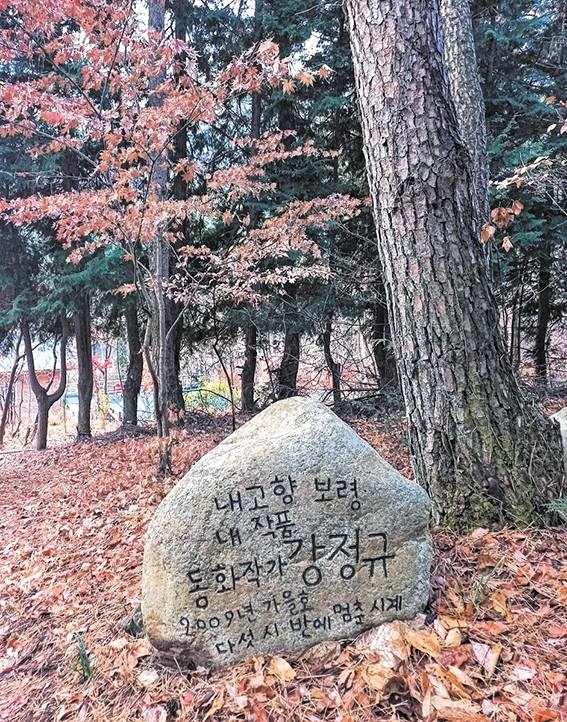 내고향 보령
대 작품
동화작가 강정규
2009년 가을호
다섯 시 반에 멈춘 시계